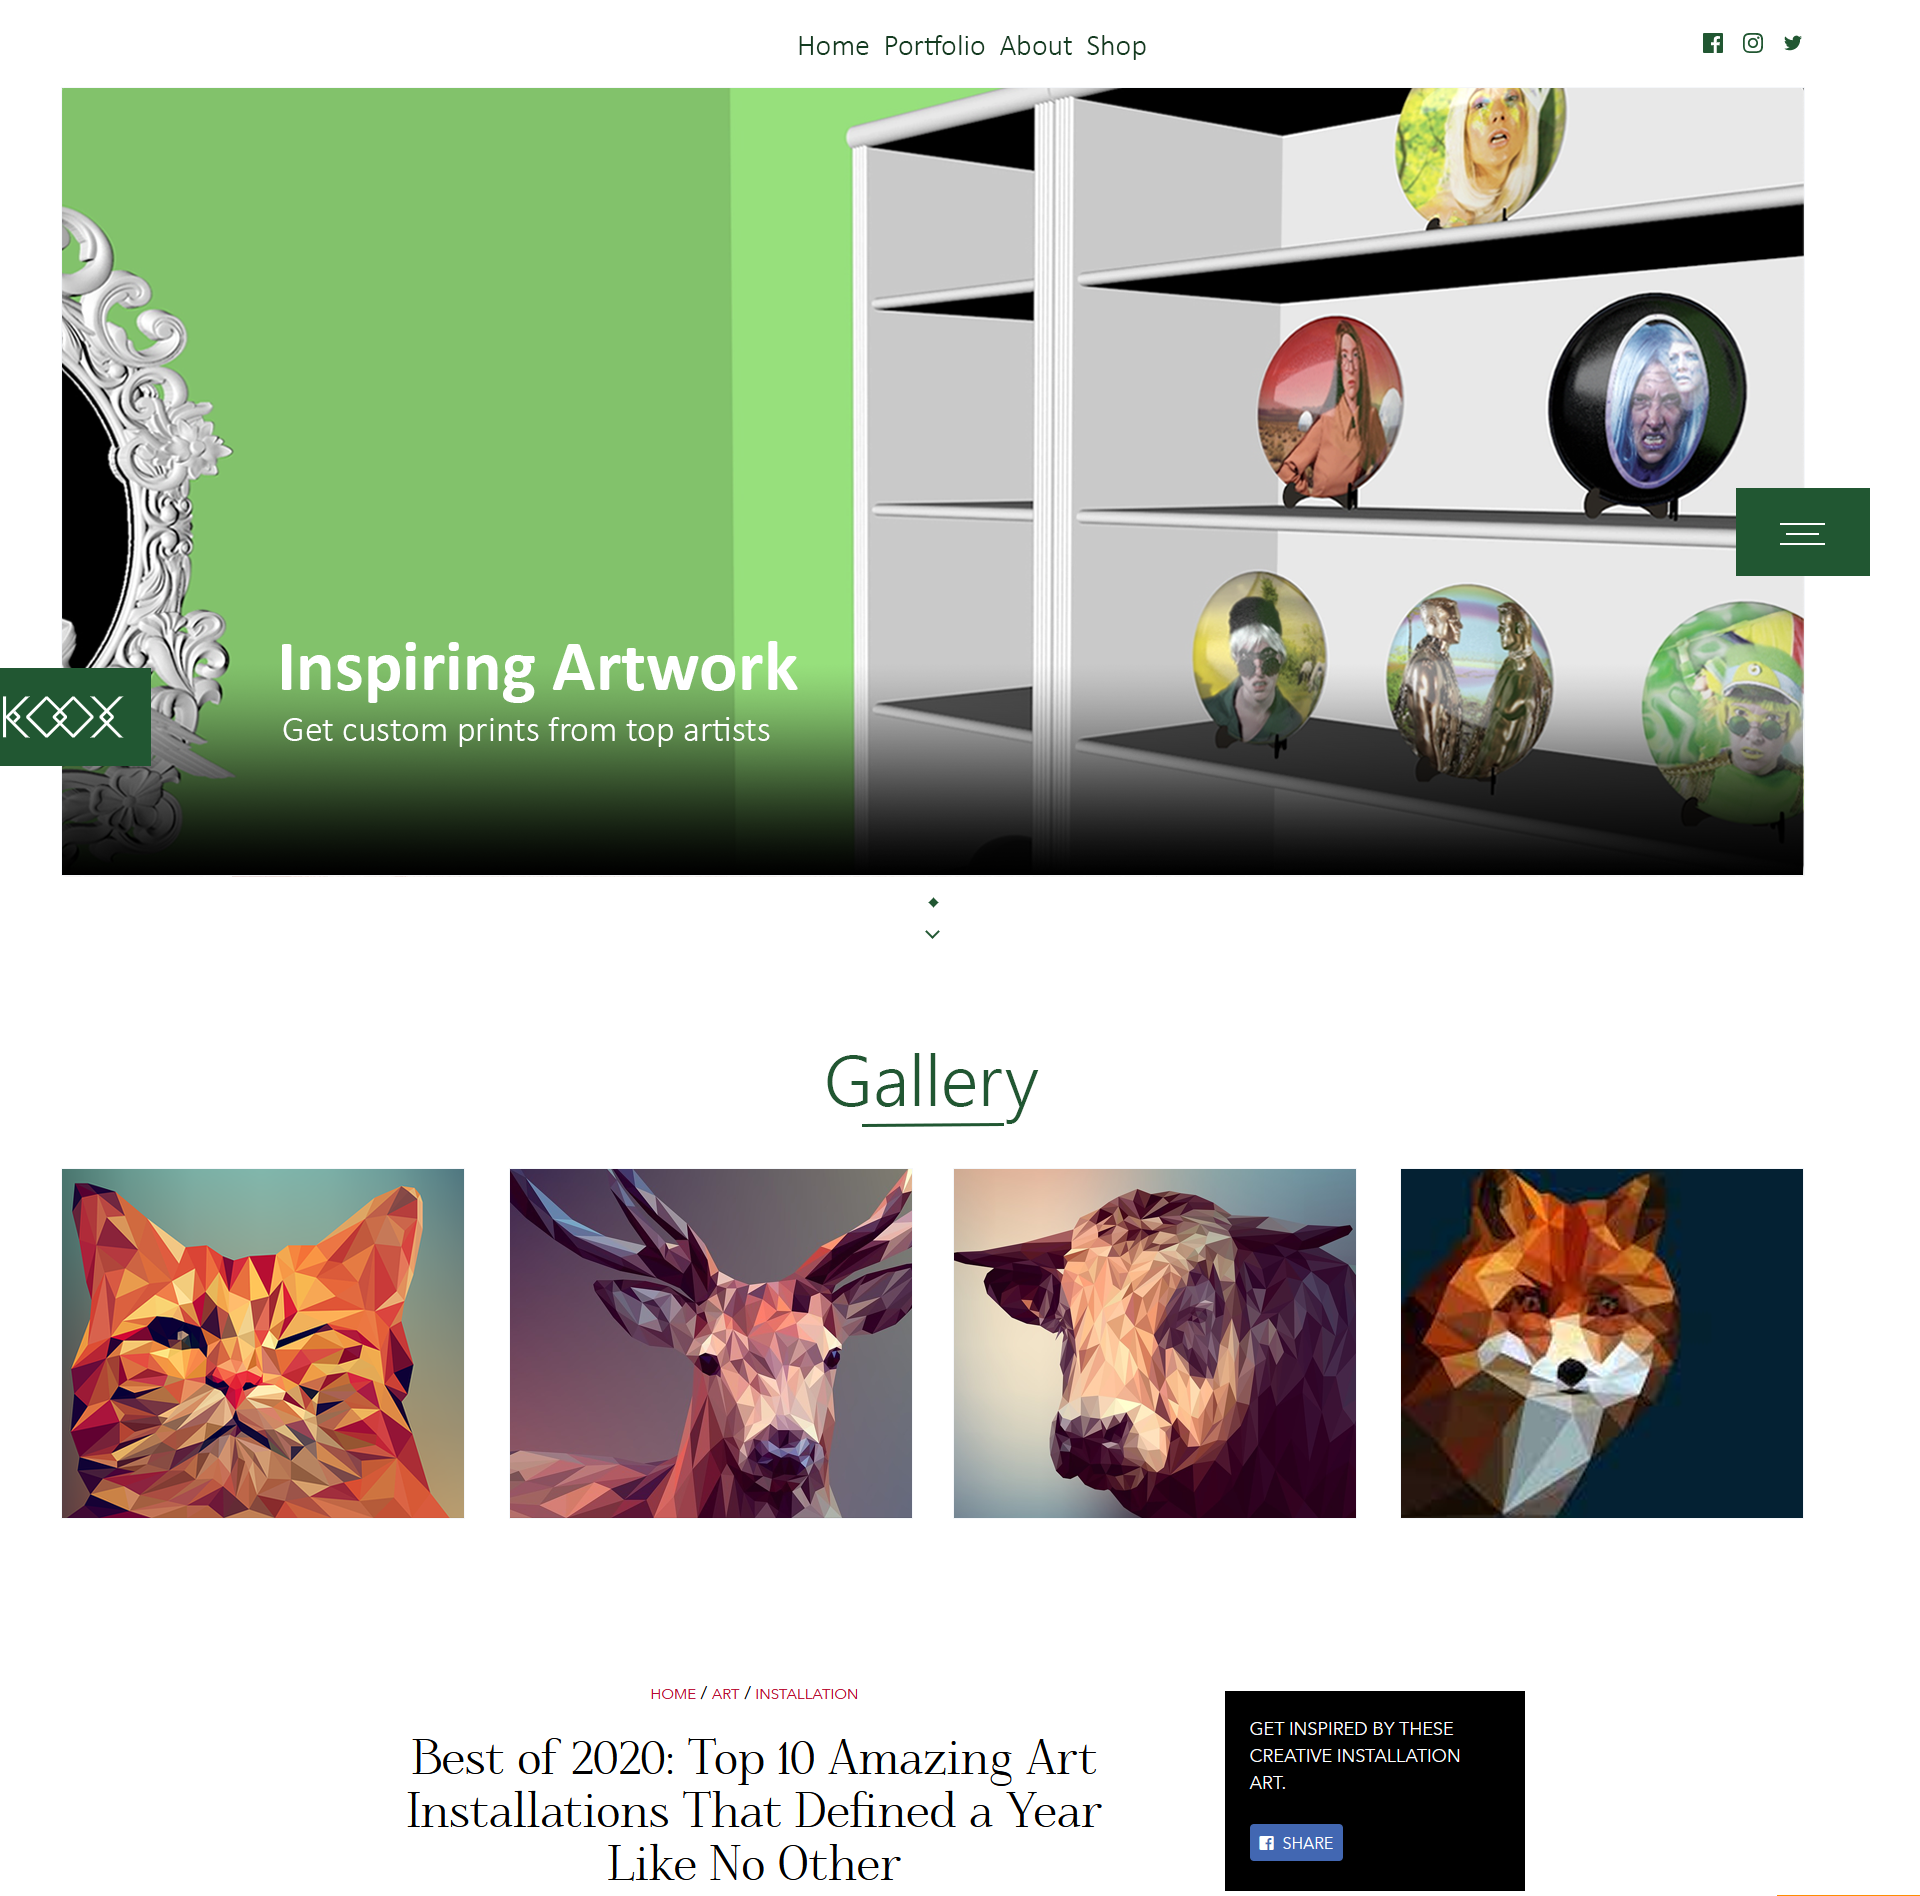 Home Portfolio About Shop
Inspiring Artwork
KOOX
Get custom prints from top artists
Gallery
HOME / ART / INSTALLATION
Best of 2020: Top 10 Amazing Art
Installations That Defined a Year
Like No Other
GET INSPIRED BY THESE
CREATIVE INSTALLATION
ART.
SHARE